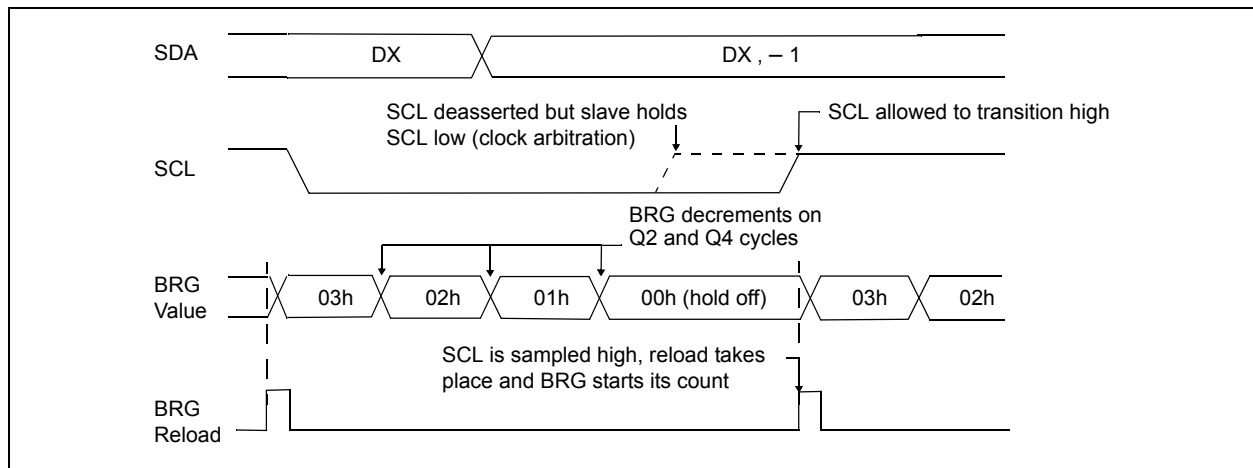 SDA
DX
DX , – 1
SCL deasserted but slave holds
SCL low (clock arbitration)
SCL allowed to transition high
SCL
BRG decrements on
Q2 and Q4 cycles
BRG
Value
03h
02h
01h
00h (hold off)
03h
02h
SCL is sampled high, reload takes
place and BRG starts its count
BRG
Reload